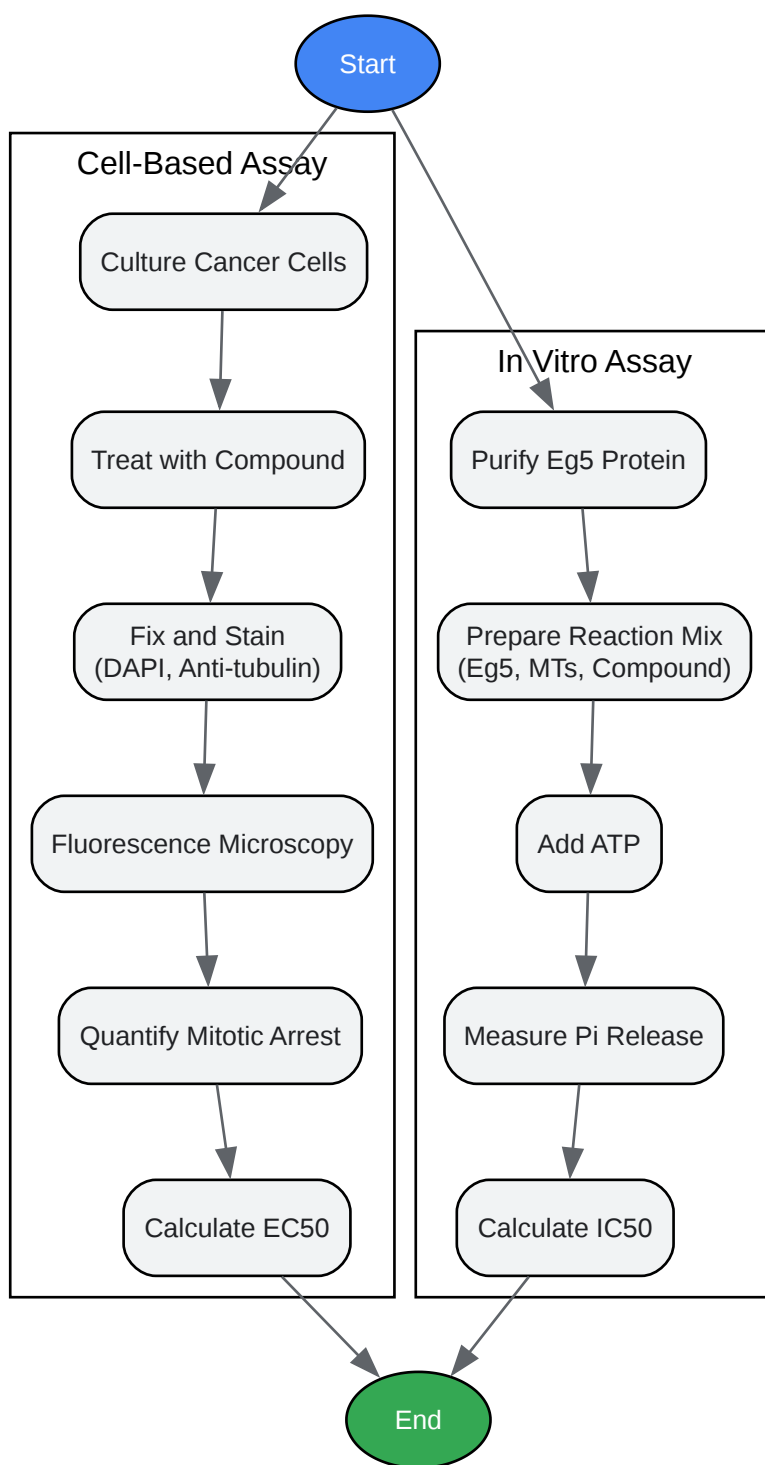 Start
Cell-Based Assay
Culture Cancer Cells
Treat with Compound
Fix and Stain
(DAPI, Anti-tubulin)
Fluorescence Microscopy
Quantify Mitotic Arrest
Calculate EC50
In Vitro Assay
Purify Eg5 Protein
Prepare Reaction Mix
(Eg5, MTs, Compound)
Add ATP
Measure Pi Release
Calculate IC50
End